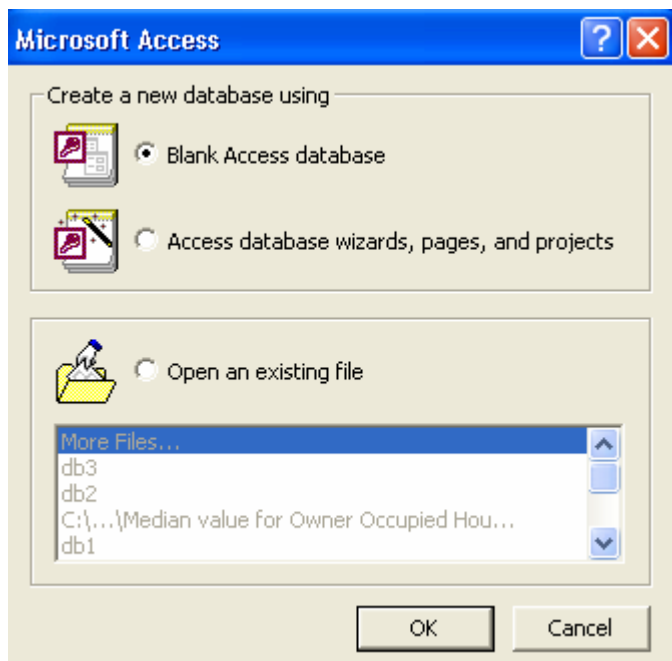 Microsoft Access
Create a new database using
Blank Access database
Access database wizards, pages, and projects
Open an existing file
More Files...
db3
db2
C:\...\Median value for Owner Occupied Hou...
db1
OK Cancel